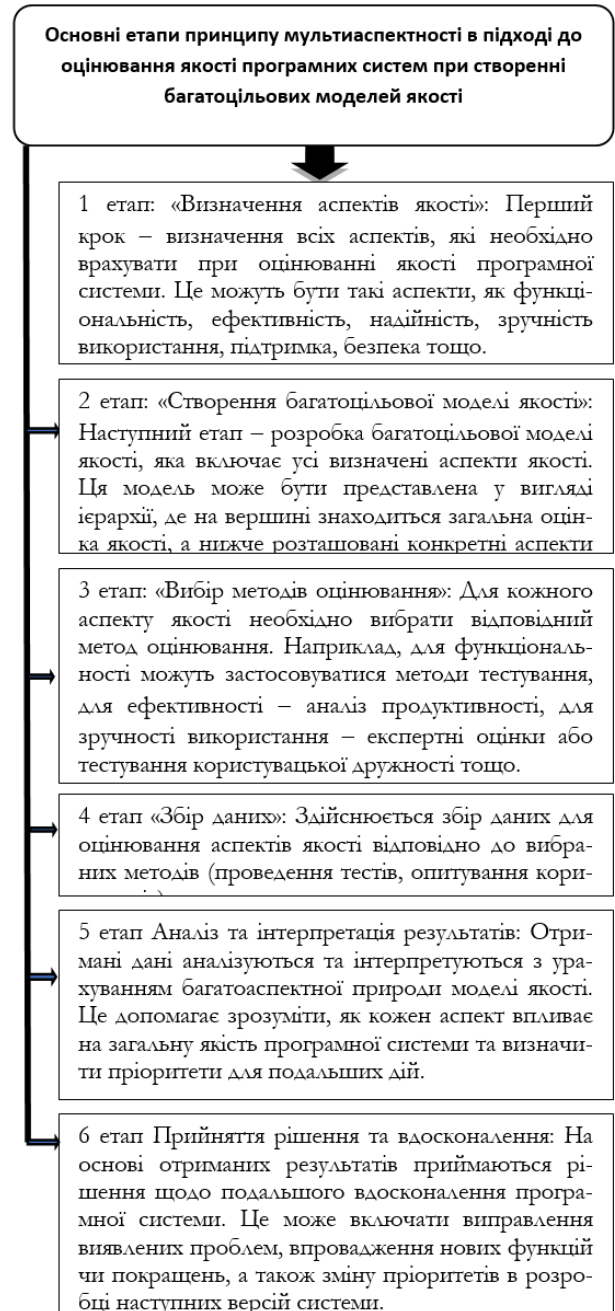 Основні етапи принципу мультиаспектності в підході до
оцінювання якості програмних систем при створенні
багатоцільових моделей якості
1 етап: «Визначення аспектів якості»: Перший
крок – визначення всіх аспектів, які необхідно
врахувати при оцінюванні якості програмної
системи. Це можуть бути такі аспекти, як функці-
ональність, ефективність, надійність, зручність
використання, підтримка, безпека тощо.
2 етап: «Створення багатоцільової моделі якості»:
Наступний етап – розробка багатоцільової моделі
якості, яка включає усі визначені аспекти якості.
Ця модель може бути представлена у вигляді
ієрархії, де на вершині знаходиться загальна оцін-
ка якості, а нижче розташовані конкретні аспекти
3 етап: «Вибір методів оцінювання»: Для кожного
аспекту якості необхідно вибрати відповідний
метод оцінювання. Наприклад, для функціональ-
ності можуть застосовуватися методи тестування,
для ефективності – аналіз продуктивності, для
зручності використання – експертні оцінки або
тестування користувацької дружності тощо.
4 етап «Збір даних»: Здійснюється збір даних для
оцінювання аспектів якості відповідно до вибра-
них методів (проведення тестів, опитування кори-
5 етап Аналіз та інтерпретація результатів: Отри-
мані дані аналізуються та інтерпретуються з ура-
хуванням багатоаспектної природи моделі якості.
Це допомагає зрозуміти, як кожен аспект впливає
на загальну якість програмної системи та визначи-
ти пріоритети для подальших дій.
6 етап Прийняття рішення та вдосконалення: На
основі отриманих результатів приймаються рі-
шення щодо подальшого вдосконалення програ-
мної системи. Це може включати виправлення
виявлених проблем, впровадження нових функцій
чи покращень, а також зміну пріоритетів в розро-
бці наступних версій системи.